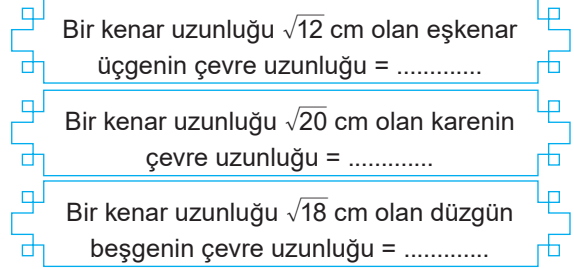 Bir kenar uzunluğu √12 cm olan eşkenar
üçgenin çevre uzunluğu = .............
Bir kenar uzunluğu √20 cm olan karenin
çevre uzunluğu = .............
Bir kenar uzunluğu √18 cm olan düzgün
beşgenin çevre uzunluğu = .............